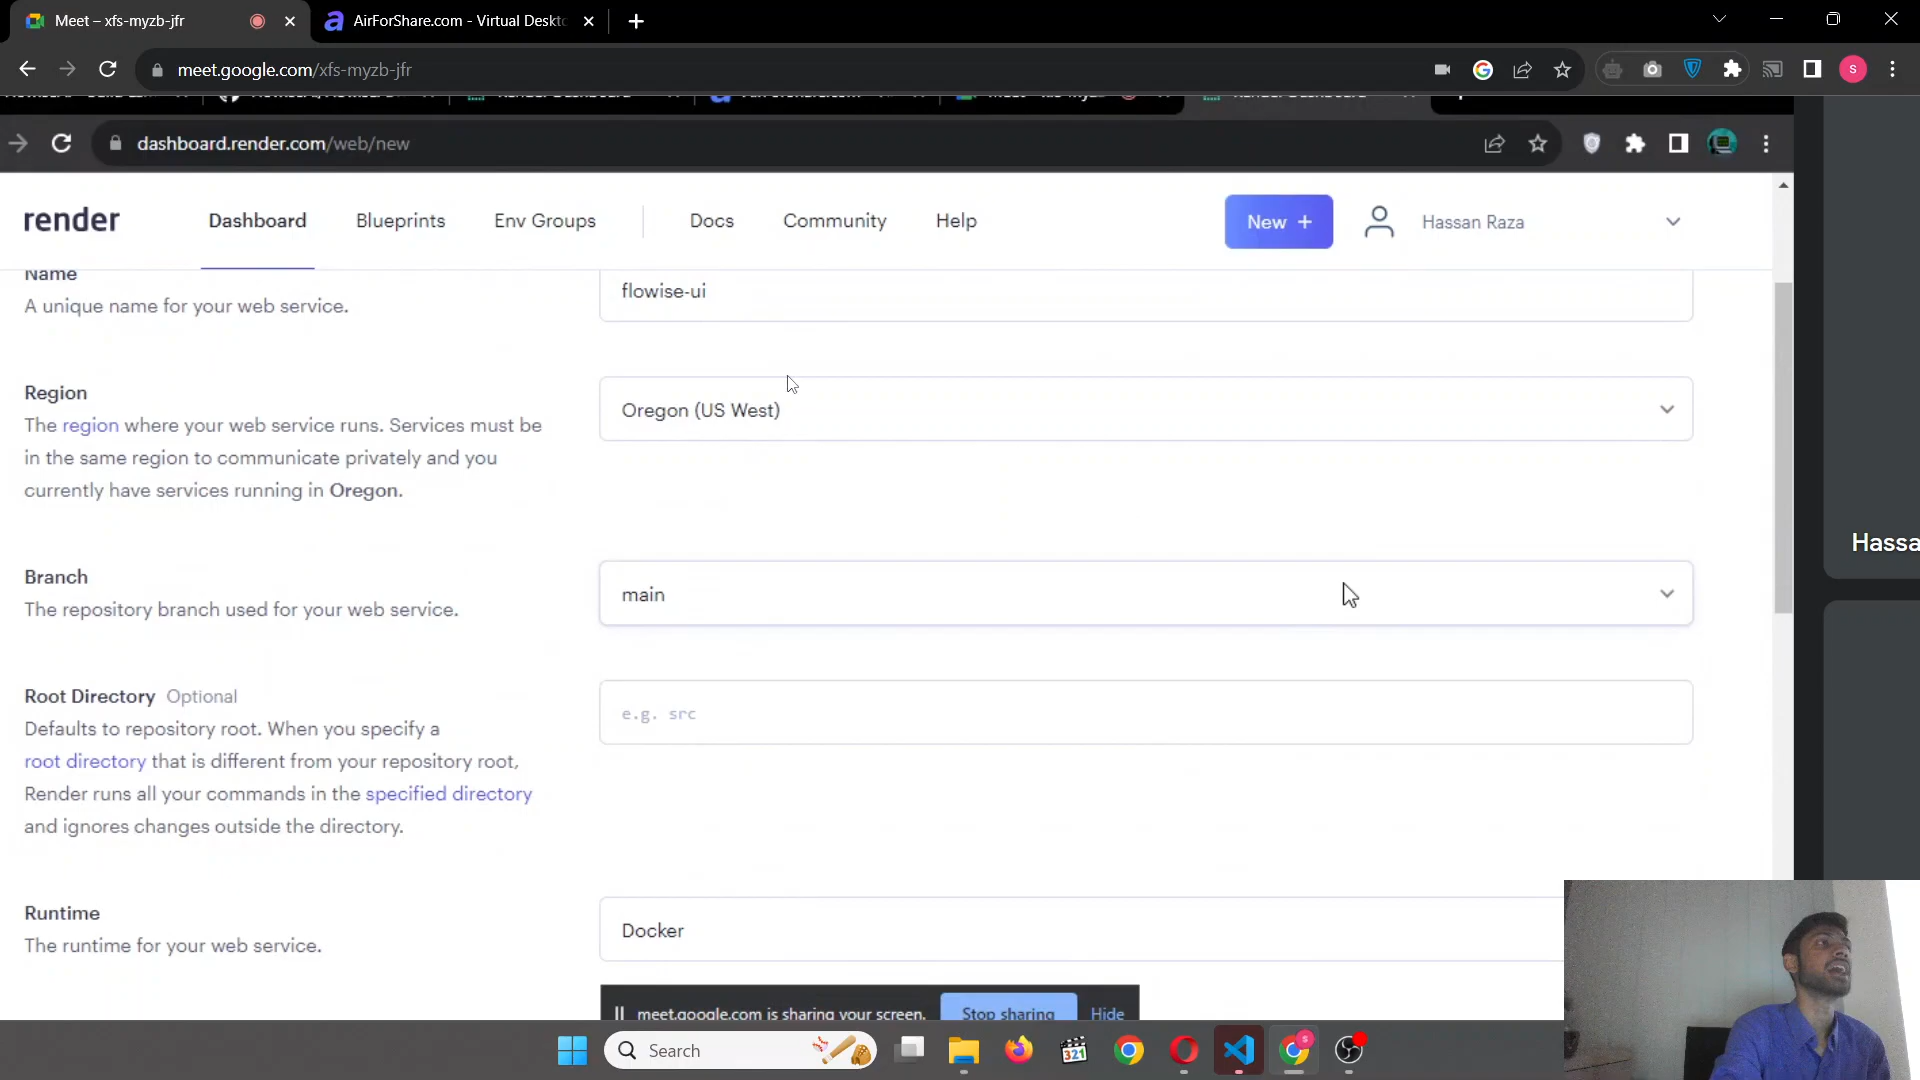 Meet – xfs-myzb-jfr
AirForShare.com - Virtual Deskto
meet.google.com/xfs-myzb-jfr
s
dashboard.render.com/web/new
render
Dashboard
Blueprints
Env Groups
Docs
Community
Help
New +
Hassan Raza
Name
A unique name for your web service.
flowise-ui
Region
The region where your web service runs. Services must be
in the same region to communicate privately and you
currently have services running in Oregon.
Oregon (US West)
Hassa
Branch
The repository branch used for your web service.
main
Root Directory Optional
Defaults to repository root. When you specify a
root directory that is different from your repository root,
Render runs all your commands in the specified directory
and ignores changes outside the directory.
e.g. src
Runtime
The runtime for your web service.
Docker
meet.google.com is sharing your screen.
Stop sharing
Hide
Search
321